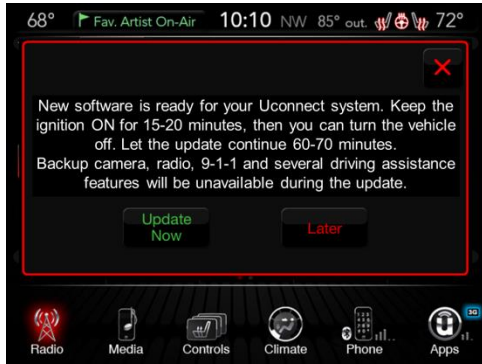 68° Fav. Artist On-Air 10:10 NW 85° out. 72°
New software is ready for your Uconnect system. Keep the
ignition ON for 15-20 minutes, then you can turn the vehicle
off. Let the update continue 60-70 minutes.
Backup camera, radio, 9-1-1 and several driving assistance
features will be unavailable during the update.
Update
Now
Later
3G
Radio Media Controls Climate Phone Apps